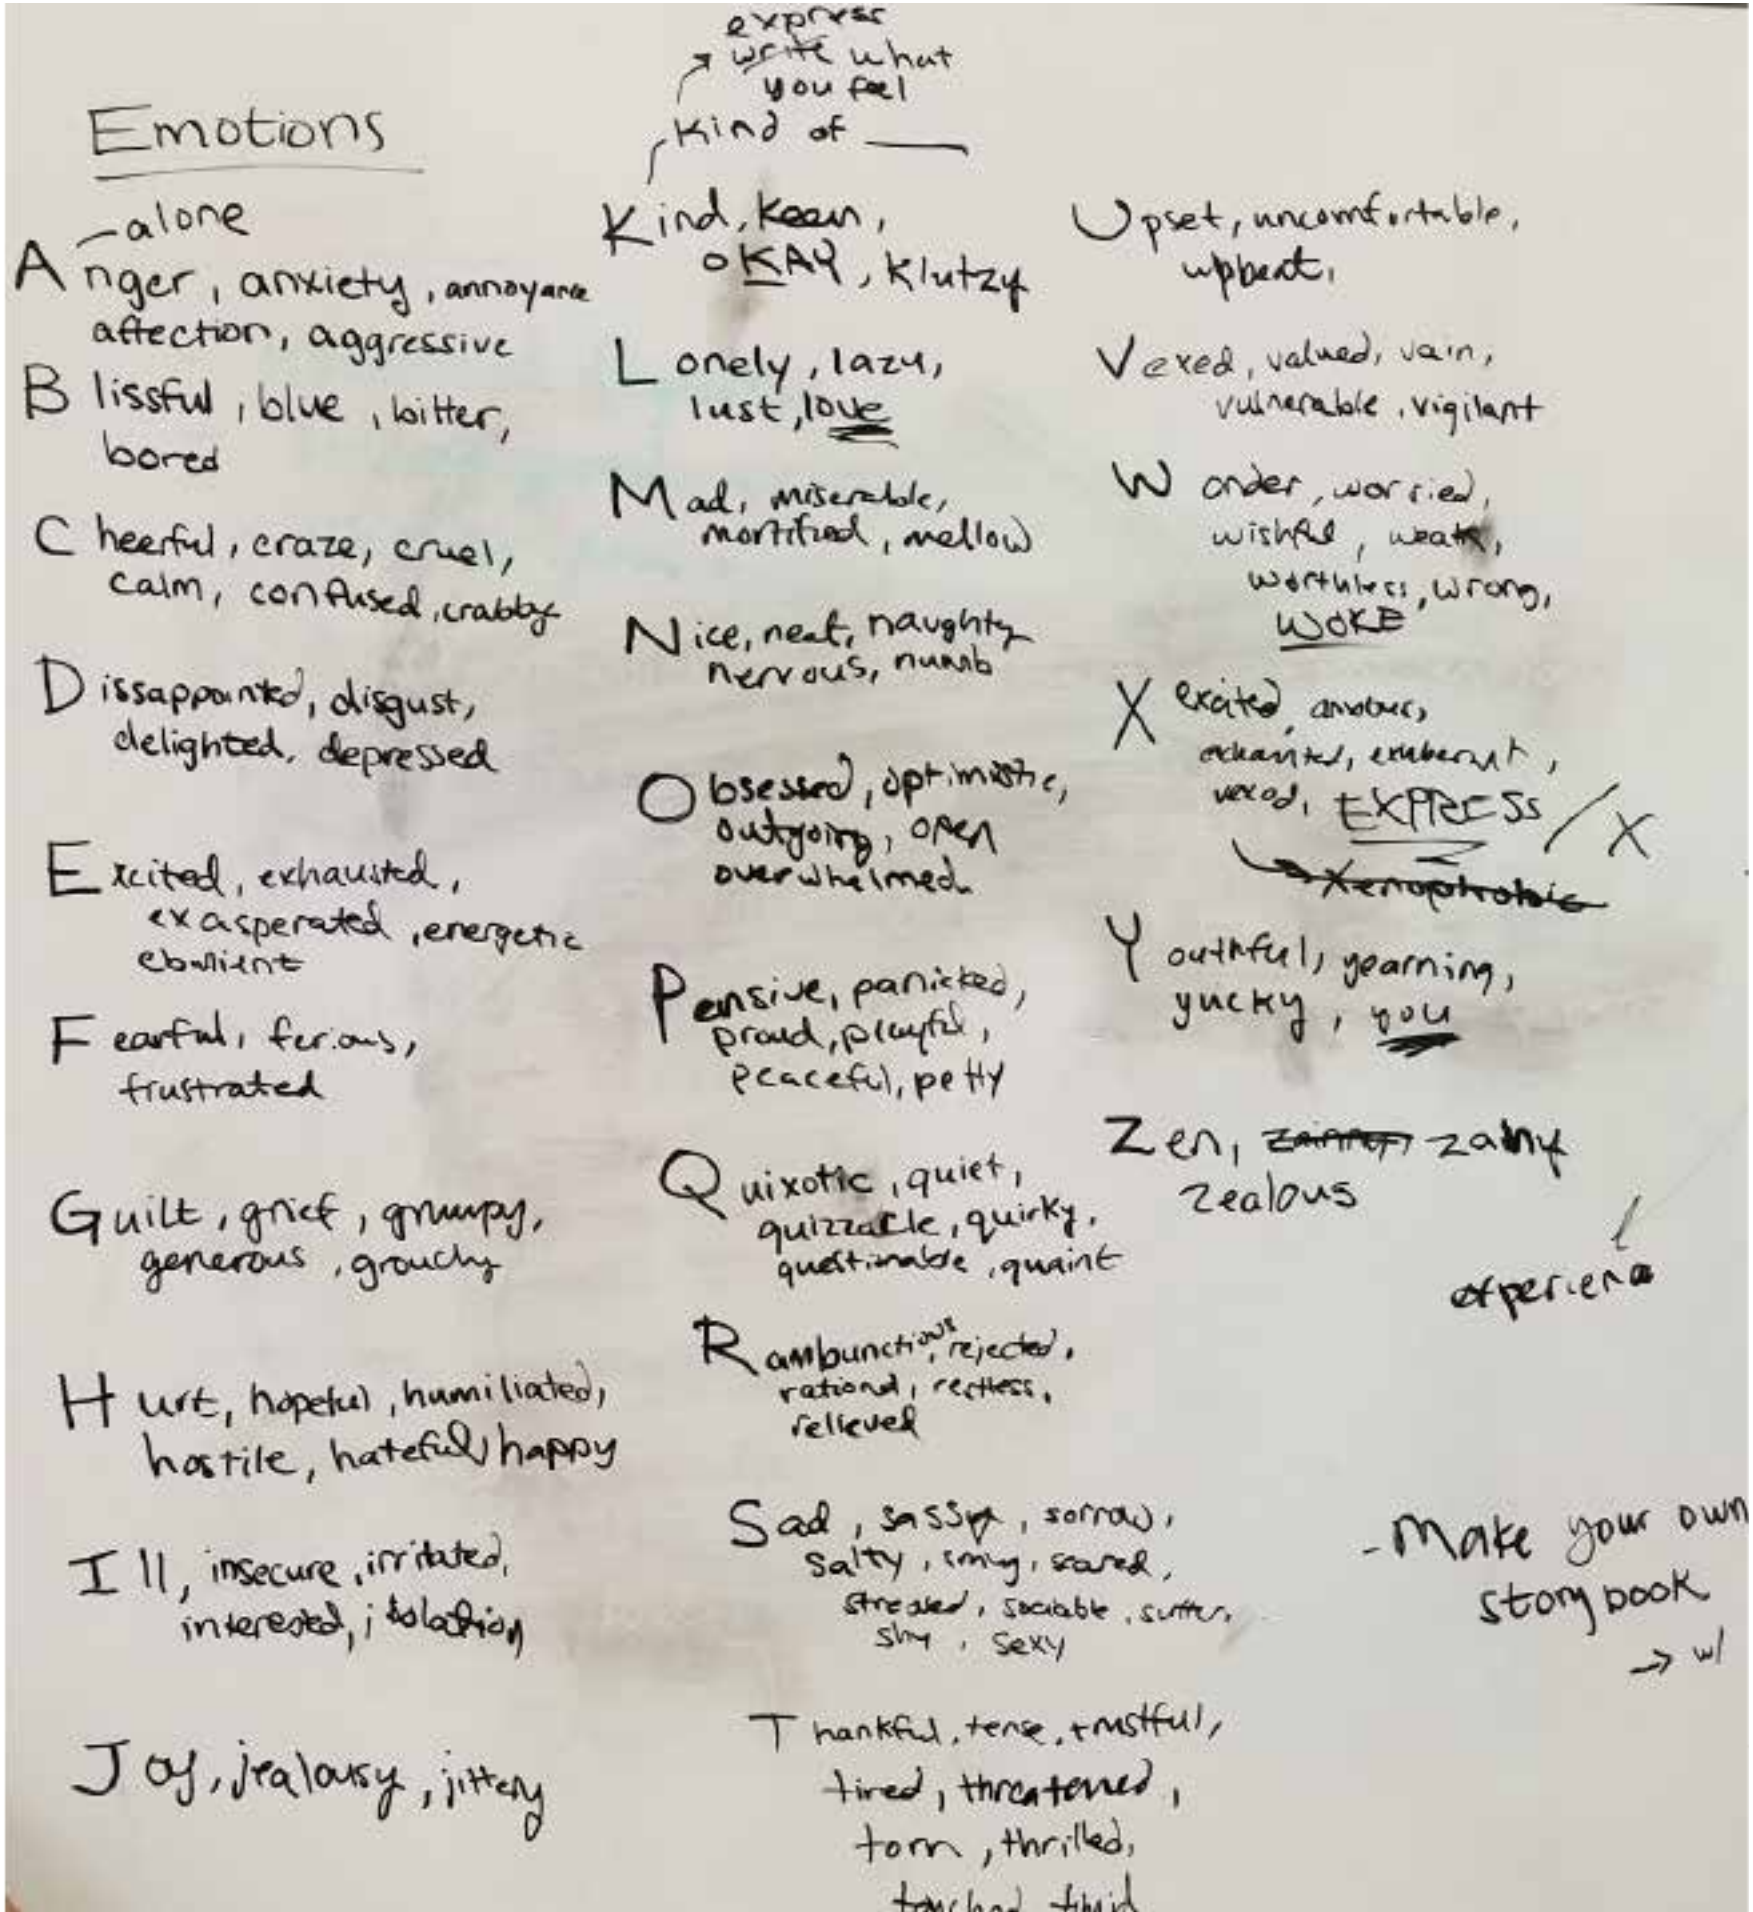 Emotions
-alone
Anger, anxiety, annoyance
affection, aggressive
Blissful, blue, bitter,
bored
Cheerful, craze, cruel,
calm, confused, crabby
Dissappointed, disgust,
delighted, depressed
Excited, exhausted,
exasperated, energetic
Fearful, ferious,
frustrated
Guilt, grief, grumpy,
generous, grouchy
Hurt, hopeful, humiliated,
hostile, hateful, happy
Ill, insecure, irritated,
interested, isolation
Joy, jealousy, jittery
express
write what
you feel
Kind of ____
Kind, keen,
oKAY, klutzy
Lonely, lazy,
lust, love
Mad, miserable,
mortified, mellow
Nice, neat, naughty
nervous, numb
Obsessed, optimistic,
outgoing, open
overwhelmed
Pensive, panicked,
proud, playful,
peaceful, petty
Quixotic, quiet,
quizzacle, quirky,
questionable, quaint
Rambunctious, rejected,
rational, restless,
relieved
Sad, sassy, sorrow,
salty, smug, scared,
stressed, sociable,
shy, sexy
Thankful, tense, trustful,
tired, threatened,
torn, thrilled,
touched, timid
Upset, uncomfortable,
upbeat,
Vexed, valued, vain,
vulnerable, vigilant
Wonder, worried,
wishful, weak,
worthless, wrong,
WOKE
X excited,
exhausted, exuberant,
vexed, EXPRESS / X
Xenophobic
Youthful, yearning,
yucky, you
Zen, zany
zealous
experience
- Make your own
story book
→ w/